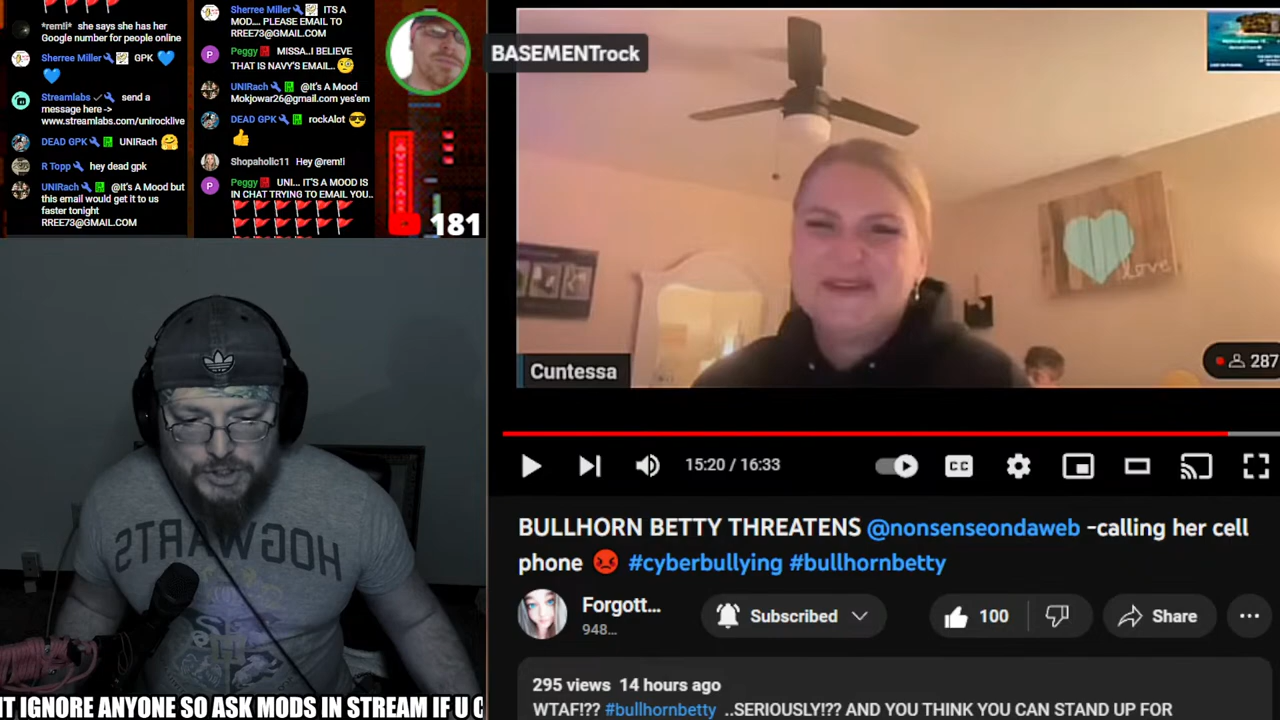 *rem!i* she says she has her
Google number for people online
Sherree Miller GPK 💙
💙
Streamlabs send a
message here ->
www.streamlabs.com/unirocklive
DEAD GPK UNIRach 🤗
R Topp hey dead gpk
UNIRach @It's A Mood but
this email would get it to us
faster tonight
RREE73@GMAIL.COM
Sherree Miller ITS A
MOD.... PLEASE EMAIL TO
RREE73@GMAIL.COM
Peggy MISSA..I BELIEVE
THAT IS NAVY'S EMAIL.. 🧐
UNIRach @It's A Mood
Mokjowar26@gmail.com yes'em
DEAD GPK rockAlot 😎
👍
Shopaholic11 Hey @rem!i
Peggy UNI... IT'S A MOOD IS
IN CHAT TRYING TO EMAIL YOU..
🚩🚩🚩🚩🚩🚩
🚩🚩🚩🚩🚩🚩
181
BASEMENTrock
love
Cuntessa
287
15:20 / 16:33
CC
BULLHORN BETTY THREATENS @nonsenseondaweb -calling her cell
phone 😡 #cyberbullying #bullhornbetty
Forgott...
948...
Subscribed
100
Share
295 views 14 hours ago
WTAF!?? #bullhornbetty ..SERIOUSLY!?? AND YOU THINK YOU CAN STAND UP FOR
HOGWARTS
T IGNORE ANYONE SO ASK MODS IN STREAM IF U C